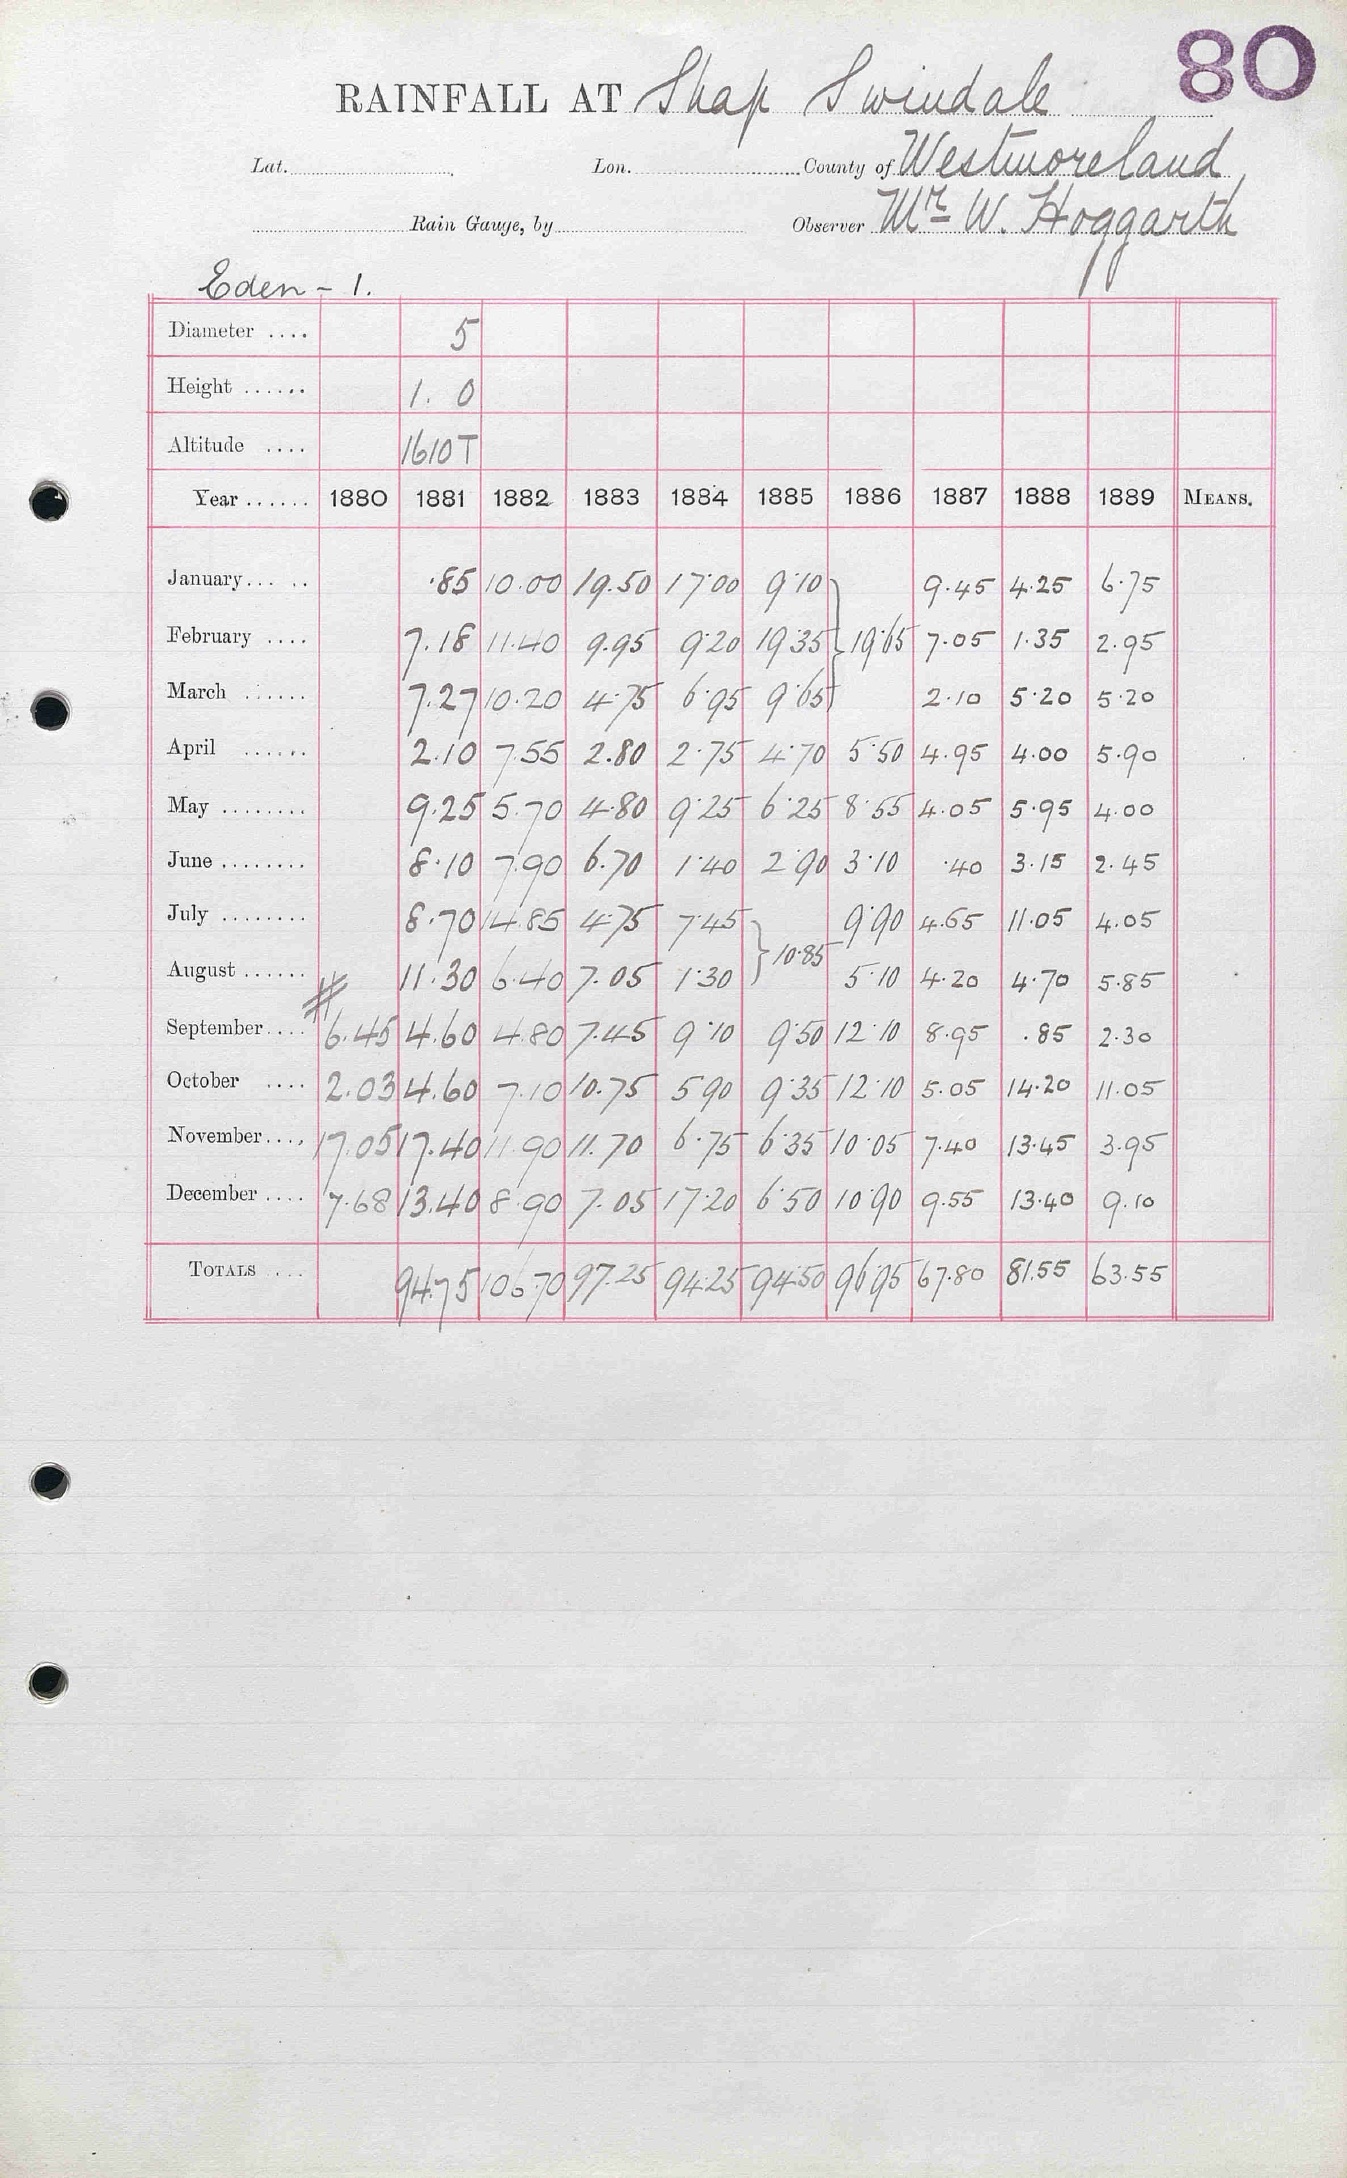 80
RAINFALL AT Shap Swindale
Lat. Lon. County of Westmoreland
Rain Gauge, by Observer Mr W. Hoggarth
Eden - 1.
Diameter .... 5
Height ...... 1. 0
Altitude .... 1610T
Year ...... 1880 1881 1882 1883 1884 1885 1886 1887 1888 1889 MEANS.
January ... .. .85 10.00 19.50 17.00 9.10 9.45 4.25 6.75
February .... 7.18 11.40 9.95 9.20 19.35 19.65 7.05 1.35 2.95
March ...... 7.27 10.20 4.75 6.95 9.65 2.10 5.20 5.20
April ...... 2.10 7.55 2.80 2.75 4.70 5.50 4.95 4.00 5.90
May ........ 9.25 5.70 4.80 9.25 6.25 8.55 4.05 5.95 4.00
June ........ 8.10 7.90 6.70 1.40 2.90 3.10 .40 3.15 2.45
July ........ 8.70 14.85 4.75 7.45 10.85 9.90 4.65 11.05 4.05
August ...... 11.30 6.40 7.05 1.30 5.10 4.20 4.70 5.85
September .... # 6.45 4.60 4.80 7.45 9.10 9.50 12.10 8.95 .85 2.30
October .... 2.03 4.60 7.10 10.75 5.90 9.35 12.10 5.05 14.20 11.05
November .... 17.05 17.40 11.90 11.70 6.75 6.35 10.05 7.40 13.45 3.95
December .... 7.68 13.40 8.90 7.05 17.20 6.50 10.90 9.55 13.40 9.10
TOTALS ... 94.75 106.70 97.25 94.25 94.50 96.95 67.80 81.55 63.55